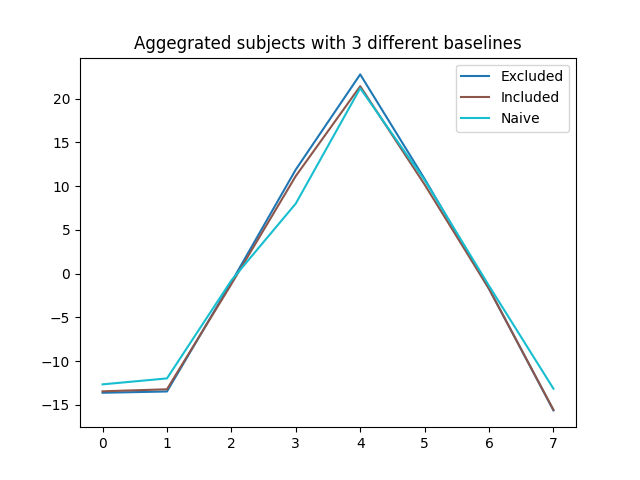 Aggegrated subjects with 3 different baselines
Excluded
Included
Naive
20
15
10
5
0
−5
−10
−15
0 1 2 3 4 5 6 7